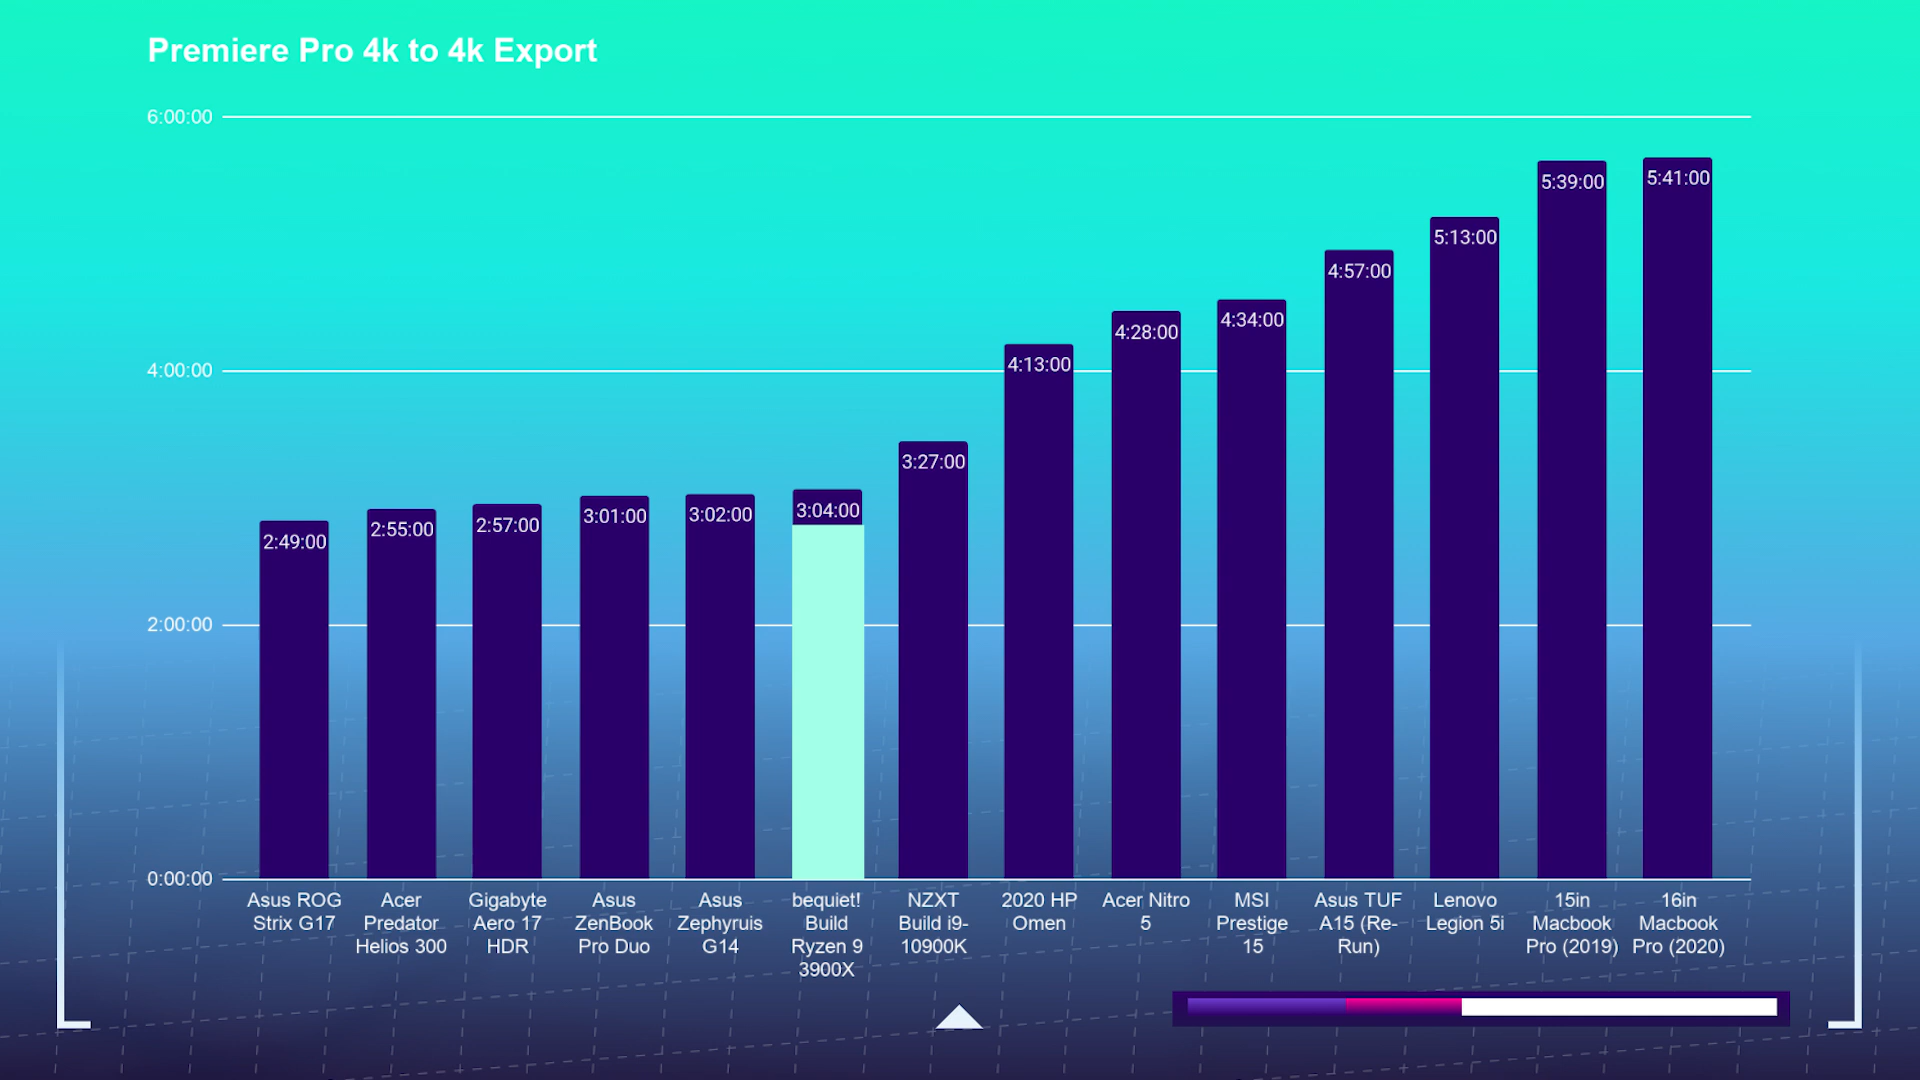 Premiere Pro 4k to 4k Export
6:00:00
4:00:00
2:00:00
0:00:00
2:49:00
2:55:00
2:57:00
3:01:00
3:02:00
3:04:00
3:27:00
4:13:00
4:28:00
4:34:00
4:57:00
5:13:00
5:39:00
5:41:00
Asus ROG
Strix G17
Acer
Predator
Helios 300
Gigabyte
Aero 17
HDR
Asus
ZenBook
Pro Duo
Asus
Zephyruis
G14
bequiet!
Build
Ryzen 9
3900X
NZXT
Build i9-
10900K
2020 HP
Omen
Acer Nitro
5
MSI
Prestige
15
Asus TUF
A15 (Re-
Run)
Lenovo
Legion 5i
15in
Macbook
Pro (2019)
16in
Macbook
Pro (2020)